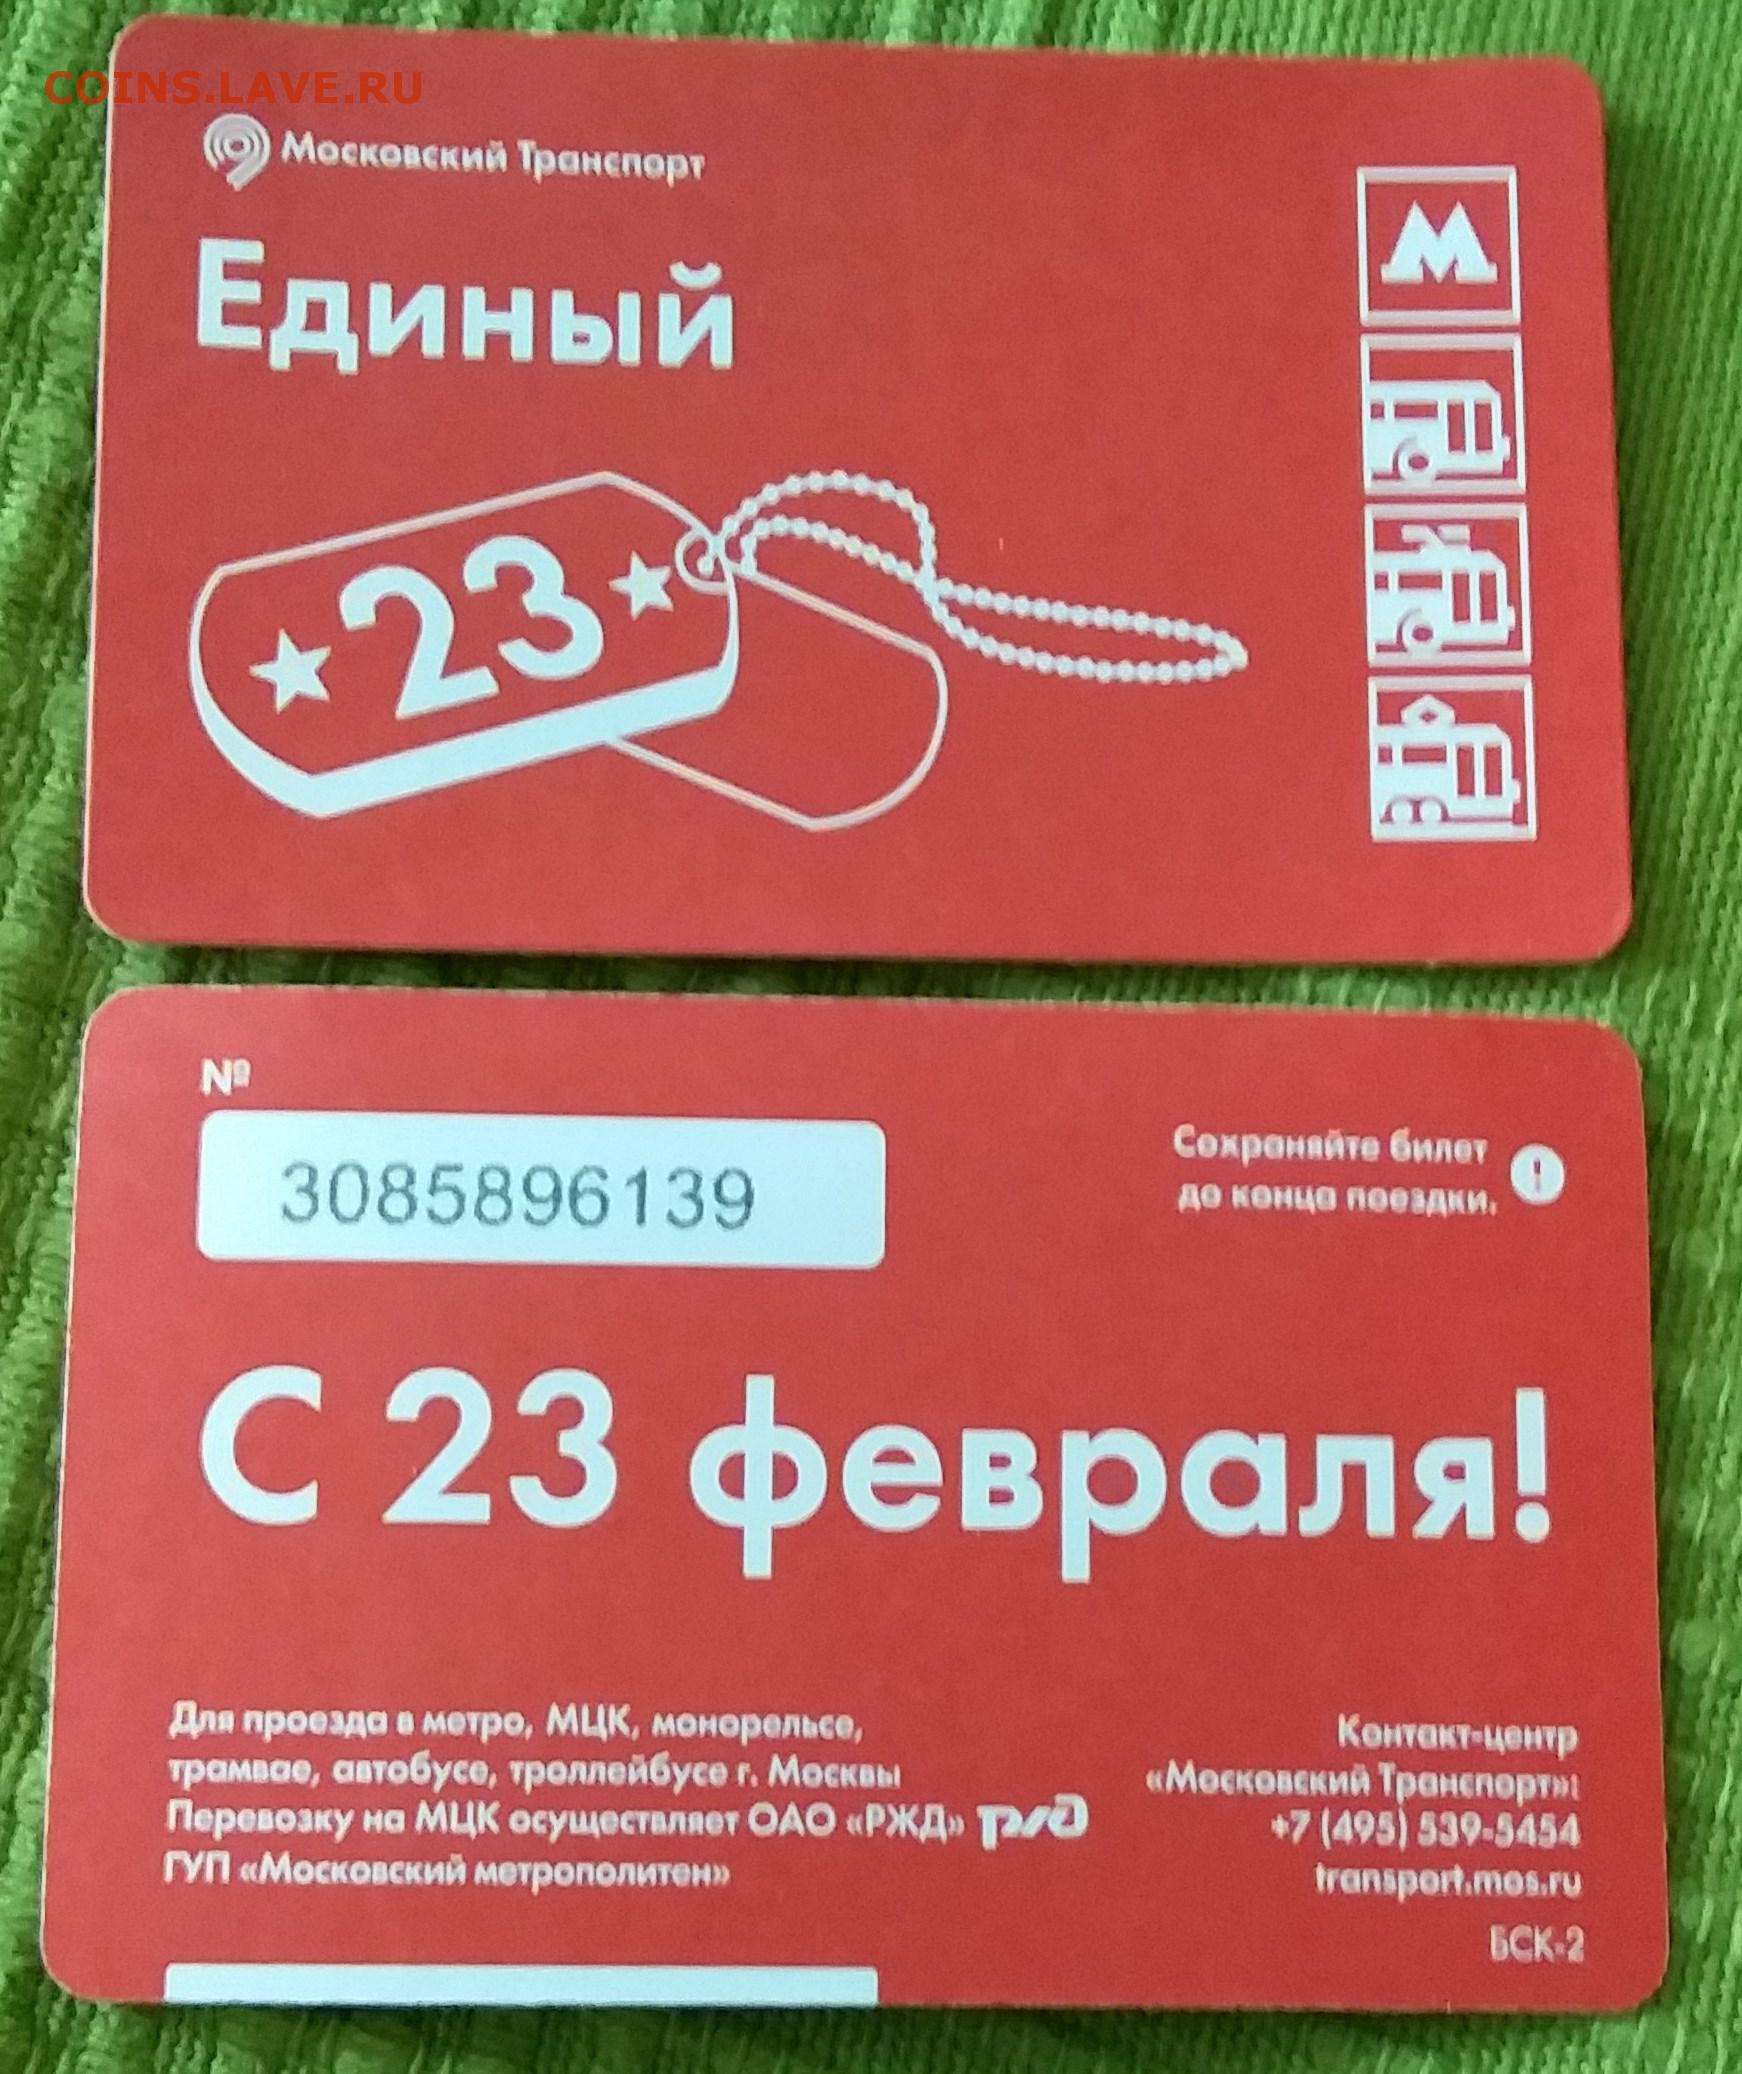 COINS.LAVE.RU
Московский Транспорт
Единый
23
М
№
3085896139
Сохраняйте билет
до конца поездки.
!
С 23 февраля!
Для проезда в метро, МЦК, монорельсе,
трамвае, автобусе, троллейбусе г. Москвы
Перевозку на МЦК осуществляет ОАО «РЖД» РЖД
ГУП «Московский метрополитен»
Контакт-центр
«Московский Транспорт»:
+7 (495) 539-5454
transport.mos.ru
БСК-2